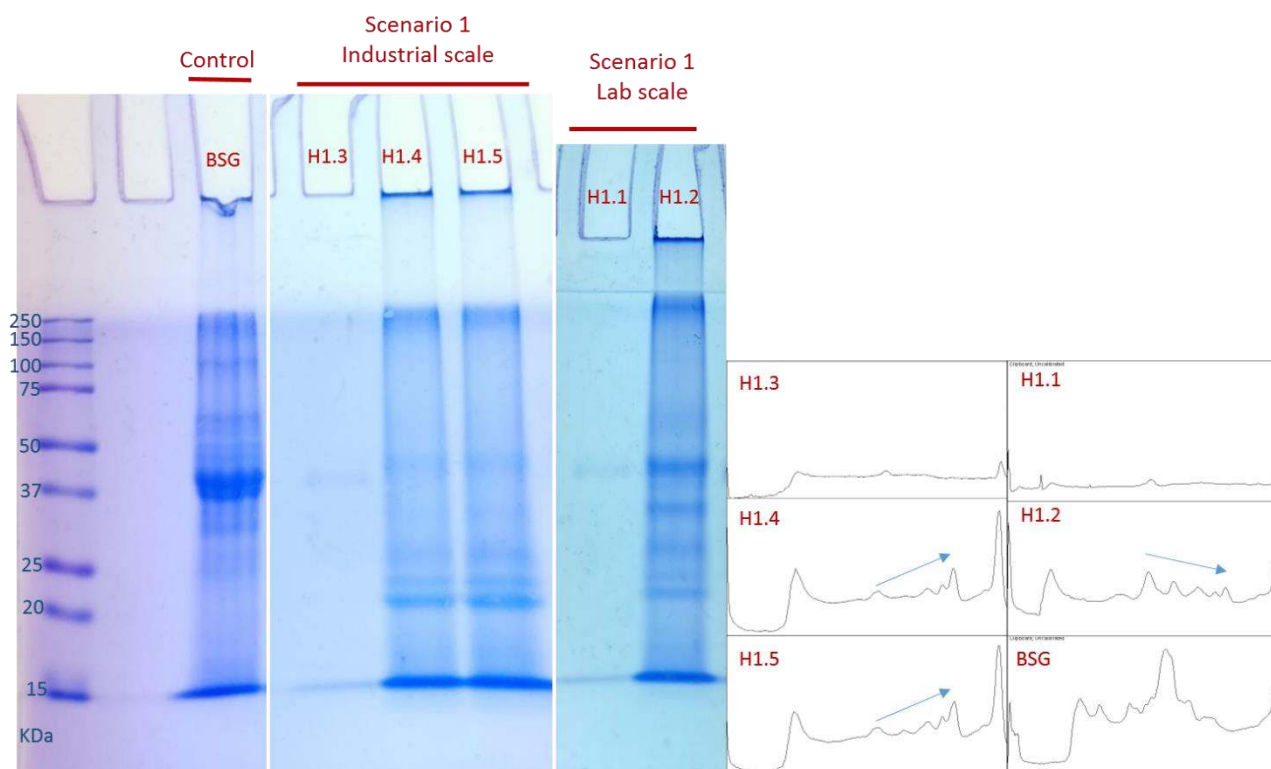 Control
Scenario 1
Industrial scale
Scenario 1
Lab scale
BSG
H1.3
H1.4
H1.5
H1.1
H1.2
250
150
100
75
50
37
25
20
15
KDa
H1.3
H1.1
H1.4
H1.2
H1.5
BSG